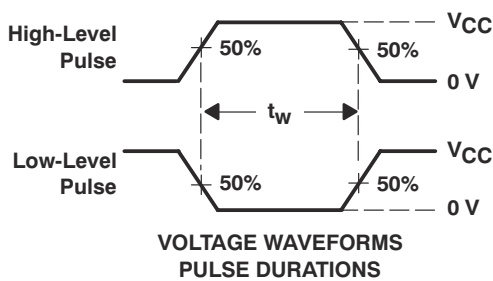 High-Level
Pulse
50%
50%
VCC
0 V
tw
Low-Level
Pulse
50%
50%
VCC
0 V
VOLTAGE WAVEFORMS
PULSE DURATIONS